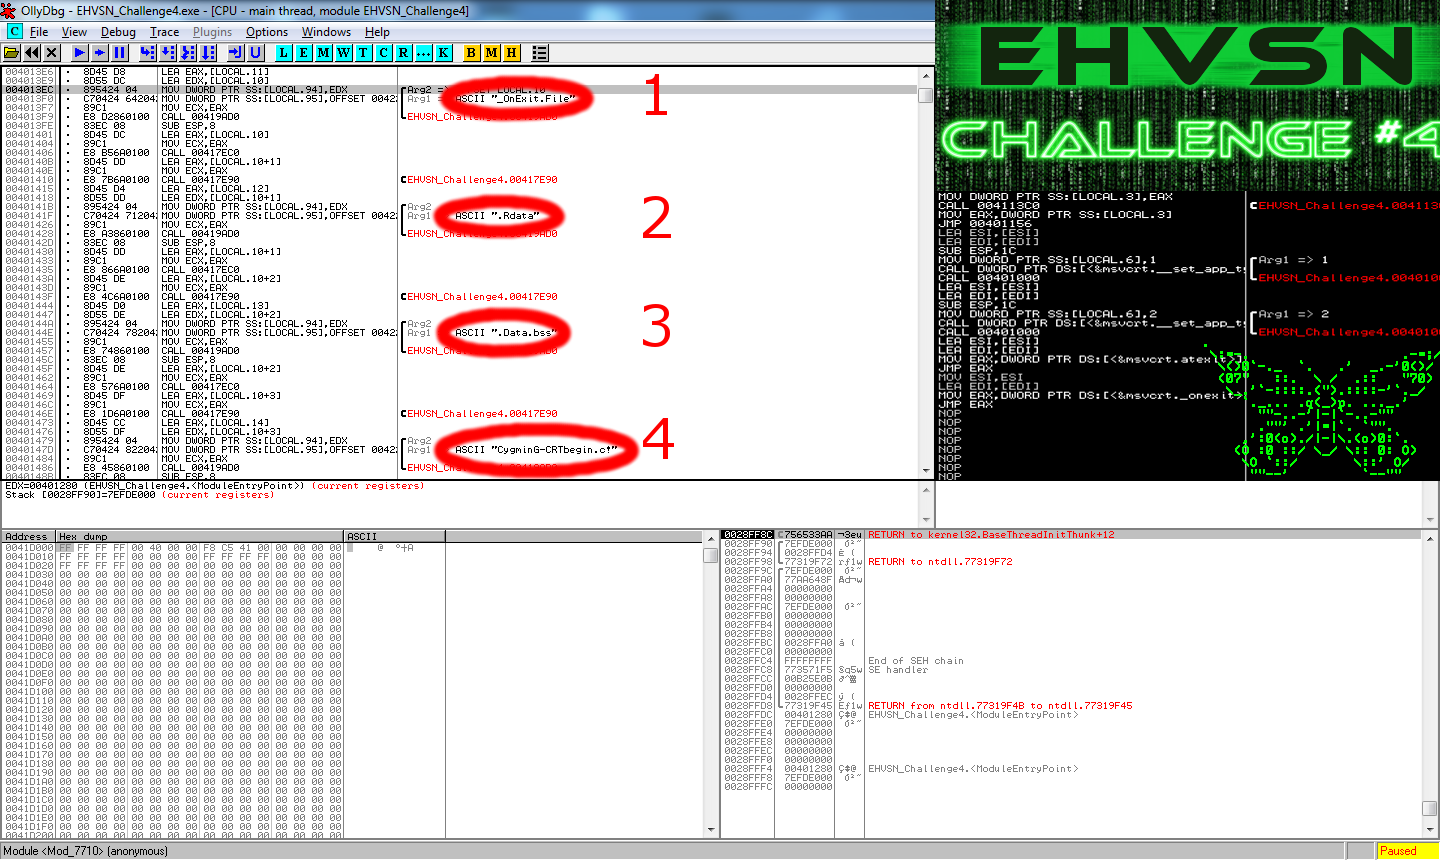 OllyDbg - EHVSN_Challenge4.exe - [CPU - main thread, module EHVSN_Challenge4]
C File View Debug Trace Plugins Options Windows Help
L E M W T C R ... K B M H
004013E6 8D45 D8 LEA EAX,[LOCAL.11]
004013E9 8D55 DC LEA EDX,[LOCAL.10]
004013EC 895424 04 MOV DWORD PTR SS:[LOCAL.94],EDX Arg2 => OFFSET LOCAL.10
004013F0 C70424 64204 MOV DWORD PTR SS:[LOCAL.95],OFFSET 0042 Arg1 = ASCII "_OnExit.File"
004013F7 89C1 MOV ECX,EAX
004013F9 E8 D2860100 CALL 00419AD0 EHVSN_Challenge4.00419AD0
004013FE 83EC 08 SUB ESP,8
00401401 8D45 DC LEA EAX,[LOCAL.10]
00401404 89C1 MOV ECX,EAX
00401406 E8 B56A0100 CALL 00417EC0
0040140B 8D45 DD LEA EAX,[LOCAL.10+1]
0040140E 89C1 MOV ECX,EAX
00401410 E8 7B6A0100 CALL 00417E90 EHVSN_Challenge4.00417E90
00401415 8D45 D4 LEA EAX,[LOCAL.12]
00401418 8D55 DD LEA EDX,[LOCAL.10+1]
0040141B 895424 04 MOV DWORD PTR SS:[LOCAL.94],EDX Arg2
0040141F C70424 71204 MOV DWORD PTR SS:[LOCAL.95],OFFSET 0042 Arg1 ASCII ".Rdata"
00401426 89C1 MOV ECX,EAX
00401428 E8 A3860100 CALL 00419AD0 EHVSN_Challenge4.00419AD0
0040142D 83EC 08 SUB ESP,8
00401430 8D45 DD LEA EAX,[LOCAL.10+1]
00401433 89C1 MOV ECX,EAX
00401435 E8 866A0100 CALL 00417EC0
0040143A 8D45 DE LEA EAX,[LOCAL.10+2]
0040143D 89C1 MOV ECX,EAX
0040143F E8 4C6A0100 CALL 00417E90 EHVSN_Challenge4.00417E90
00401444 8D45 D0 LEA EAX,[LOCAL.13]
00401447 8D55 DE LEA EDX,[LOCAL.10+2]
0040144A 895424 04 MOV DWORD PTR SS:[LOCAL.94],EDX Arg2
0040144E C70424 78204 MOV DWORD PTR SS:[LOCAL.95],OFFSET 0042 Arg1 ASCII ".Data.bss"
00401455 89C1 MOV ECX,EAX
00401457 E8 74860100 CALL 00419AD0 EHVSN_Challenge4.00419AD0
0040145C 83EC 08 SUB ESP,8
0040145F 8D45 DE LEA EAX,[LOCAL.10+2]
00401462 89C1 MOV ECX,EAX
00401464 E8 576A0100 CALL 00417EC0
00401469 8D45 DF LEA EAX,[LOCAL.10+3]
0040146C 89C1 MOV ECX,EAX
0040146E E8 1D6A0100 CALL 00417E90 EHVSN_Challenge4.00417E90
00401473 8D45 CC LEA EAX,[LOCAL.14]
00401476 8D55 DF LEA EDX,[LOCAL.10+3]
00401479 895424 04 MOV DWORD PTR SS:[LOCAL.94],EDX Arg2
0040147D C70424 82204 MOV DWORD PTR SS:[LOCAL.95],OFFSET 0042 Arg1 ASCII "CygminG-CRTbegin.cf"
00401484 89C1 MOV ECX,EAX
00401486 E8 45860100 CALL 00419AD0
0040148B 83EC 08 SUB ESP,8
1
2
3
4
EDX=00401280 (EHVSN_Challenge4.<ModuleEntryPoint>) (current registers)
Stack [0028FF90]=7EFDE000 (current registers)
EHVSN
CHALLENGE #4
MOV DWORD PTR SS:[LOCAL.3],EAX
CALL 004113C0 EHVSN_Challenge4.004113
MOV EAX,DWORD PTR SS:[LOCAL.3]
JMP 00401156
LEA ESI,[ESI]
LEA EDI,[EDI]
SUB ESP,1C
MOV DWORD PTR SS:[LOCAL.6],1 Arg1 => 1
CALL DWORD PTR DS:[<&msvcrt.__set_app_t
CALL 00401000 EHVSN_Challenge4.004010
LEA ESI,[ESI]
LEA EDI,[EDI]
SUB ESP,1C
MOV DWORD PTR SS:[LOCAL.6],2 Arg1 => 2
CALL DWORD PTR DS:[<&msvcrt.__set_app_t
CALL 00401000 EHVSN_Challenge4.004010
LEA ESI,[ESI]
LEA EDI,[EDI]
MOV EAX,DWORD PTR DS:[<&msvcrt.atexit>]
JMP EAX
MOV ESI,ESI
LEA EDI,[EDI]
MOV EAX,DWORD PTR DS:[<&msvcrt._onexit>
JMP EAX
NOP
NOP
NOP
NOP
NOP
NOP
NOP
NOP
Address Hex dump ASCII
0041D000 FF FF FF FF 00 40 00 00 F8 C5 41 00 00 00 00 00 @ °┼A
0041D010 FF FF FF FF 00 00 00 00 FF FF FF FF 00 00 00 00
0041D020 FF FF FF FF 00 00 00 00 00 00 00 00 00 00 00 00
0041D030 00 00 00 00 00 00 00 00 00 00 00 00 00 00 00 00
0041D040 00 00 00 00 00 00 00 00 00 00 00 00 00 00 00 00
0028FF8C 756533AA ¬3eu RETURN to kernel32.BaseThreadInitThunk+12
0028FF90 7EFDE000
0028FF94 0028FFD4
0028FF98 77319F72 RETURN to ntdll.77319F72
0028FF9C 7EFDE000
0028FFA0 77AA648F
0028FFA4 00000000
0028FFA8 00000000
0028FFAC 7EFDE000
0028FFB0 00000000
0028FFB4 00000000
0028FFB8 00000000
0028FFBC 0028FFA0
0028FFC0 00000000
0028FFC4 FFFFFFFF End of SEH chain
0028FFC8 773571F5 SE handler
0028FFCC 00B25E0B
0028FFD0 00000000
0028FFD4 0028FFEC
0028FFD8 77319F45 RETURN from ntdll.77319F4B to ntdll.77319F45
0028FFDC 00401280 EHVSN_Challenge4.<ModuleEntryPoint>
0028FFE0 7EFDE000
0028FFE4 00000000
0028FFE8 00000000
0028FFEC 00000000
0028FFF0 00000000
0028FFF4 00401280 EHVSN_Challenge4.<ModuleEntryPoint>
0028FFF8 7EFDE000
0028FFFC 00000000
Module <Mod_7710> (anonymous)
Paused